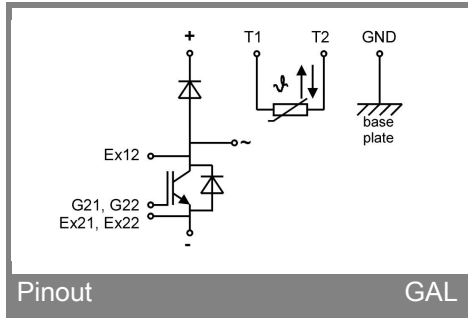 + T1 T2 GND
ϑ
base
plate
~
Ex12
G21, G22
Ex21, Ex22
-
Pinout GAL